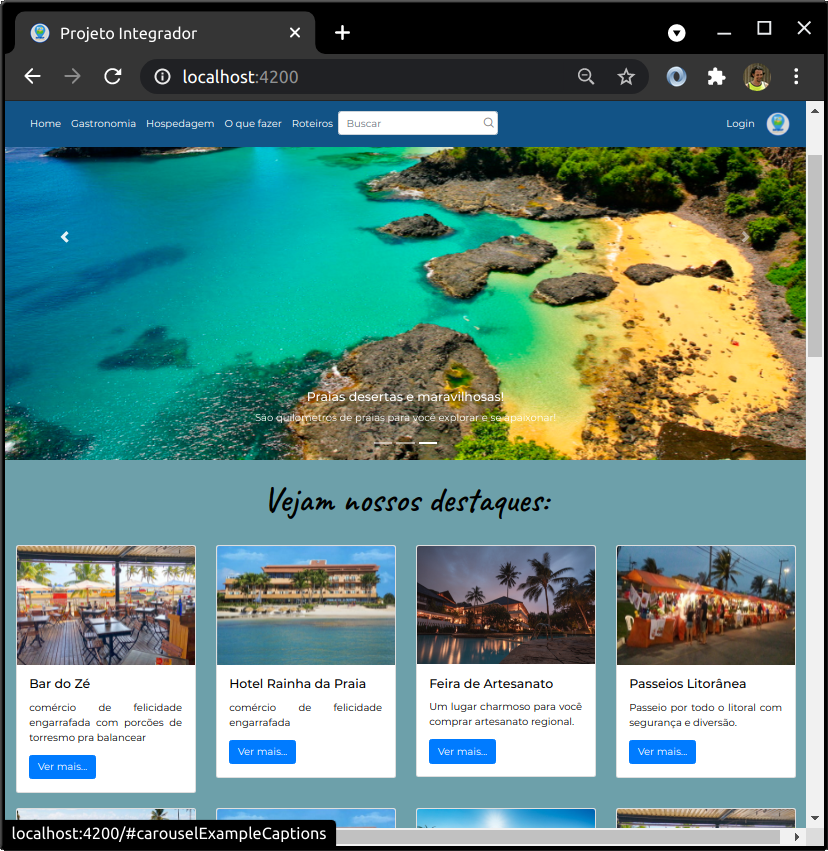 Projeto Integrador
localhost:4200
Home Gastronomia Hospedagem O que fazer Roteiros Buscar Login
Praias desertas e maravilhosas!
São quilometros de praias para você explorar e se apaixonar!
Vejam nossos destaques:
Bar do Zé
comércio de felicidade
engarrafada com porcões de
torresmo pra balancear
Ver mais...
Hotel Rainha da Praia
comércio de felicidade
engarrafada
Ver mais...
Feira de Artesanato
Um lugar charmoso para você
comprar artesanato regional.
Ver mais...
Passeios Litorânea
Passeio por todo o litoral com
segurança e diversão.
Ver mais...
localhost:4200/#carouselExampleCaptions